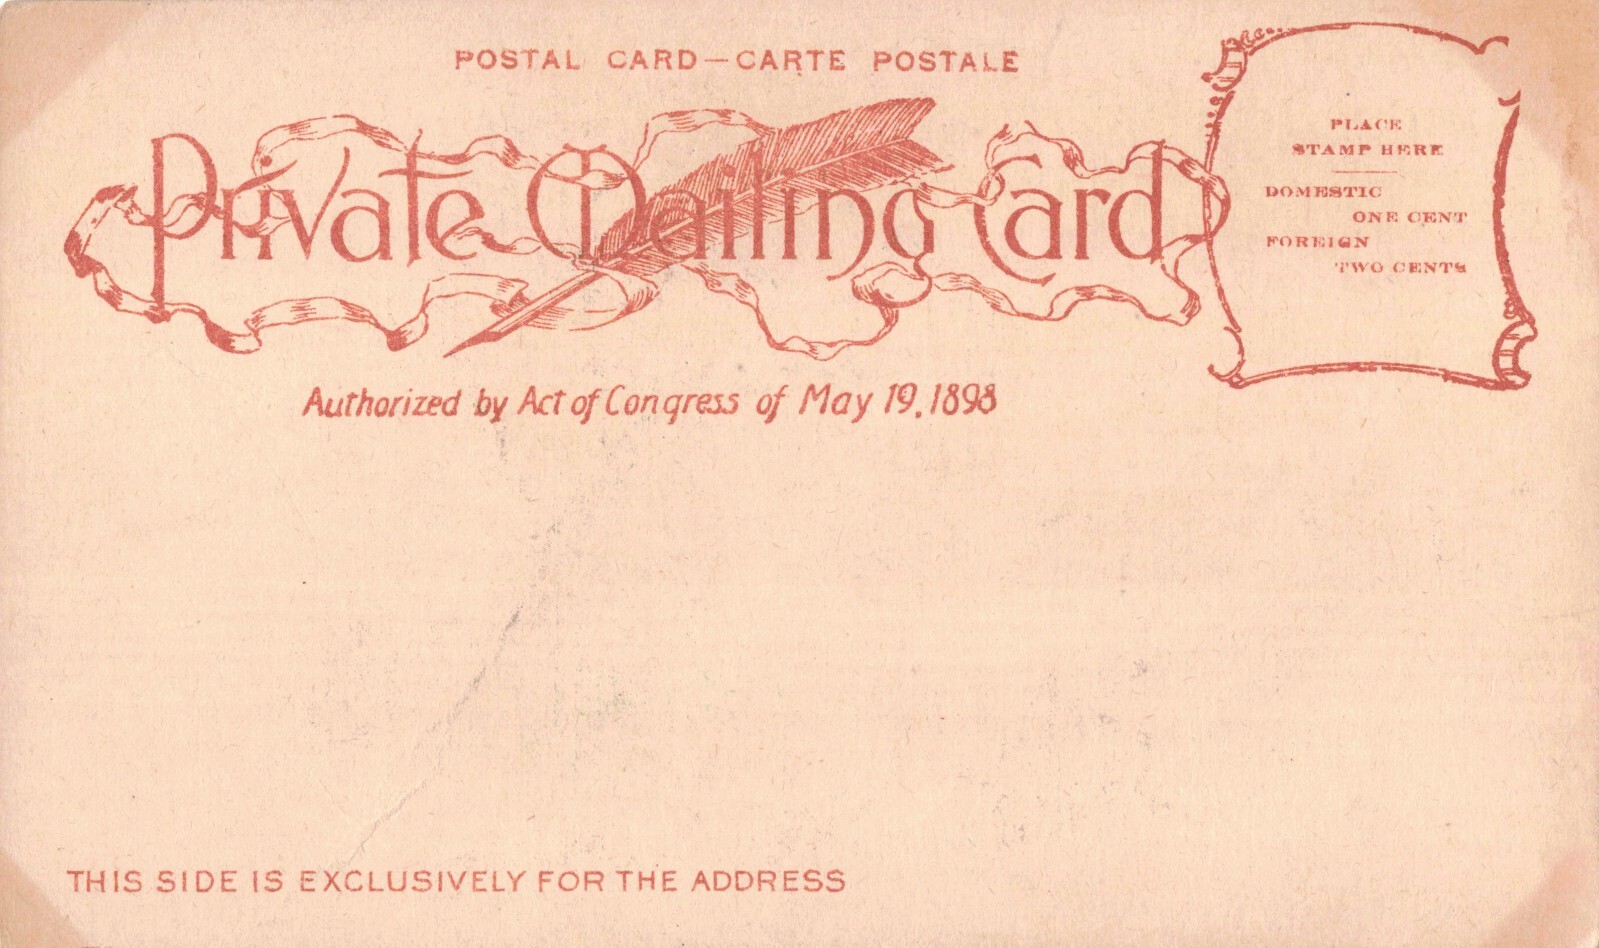 POSTAL CARD—CARTE POSTALE
Private Mailing Card
Authorized by Act of Congress of May 19, 1898
PLACE
STAMP HERE
DOMESTIC
ONE CENT
FOREIGN
TWO CENTS
THIS SIDE IS EXCLUSIVELY FOR THE ADDRESS